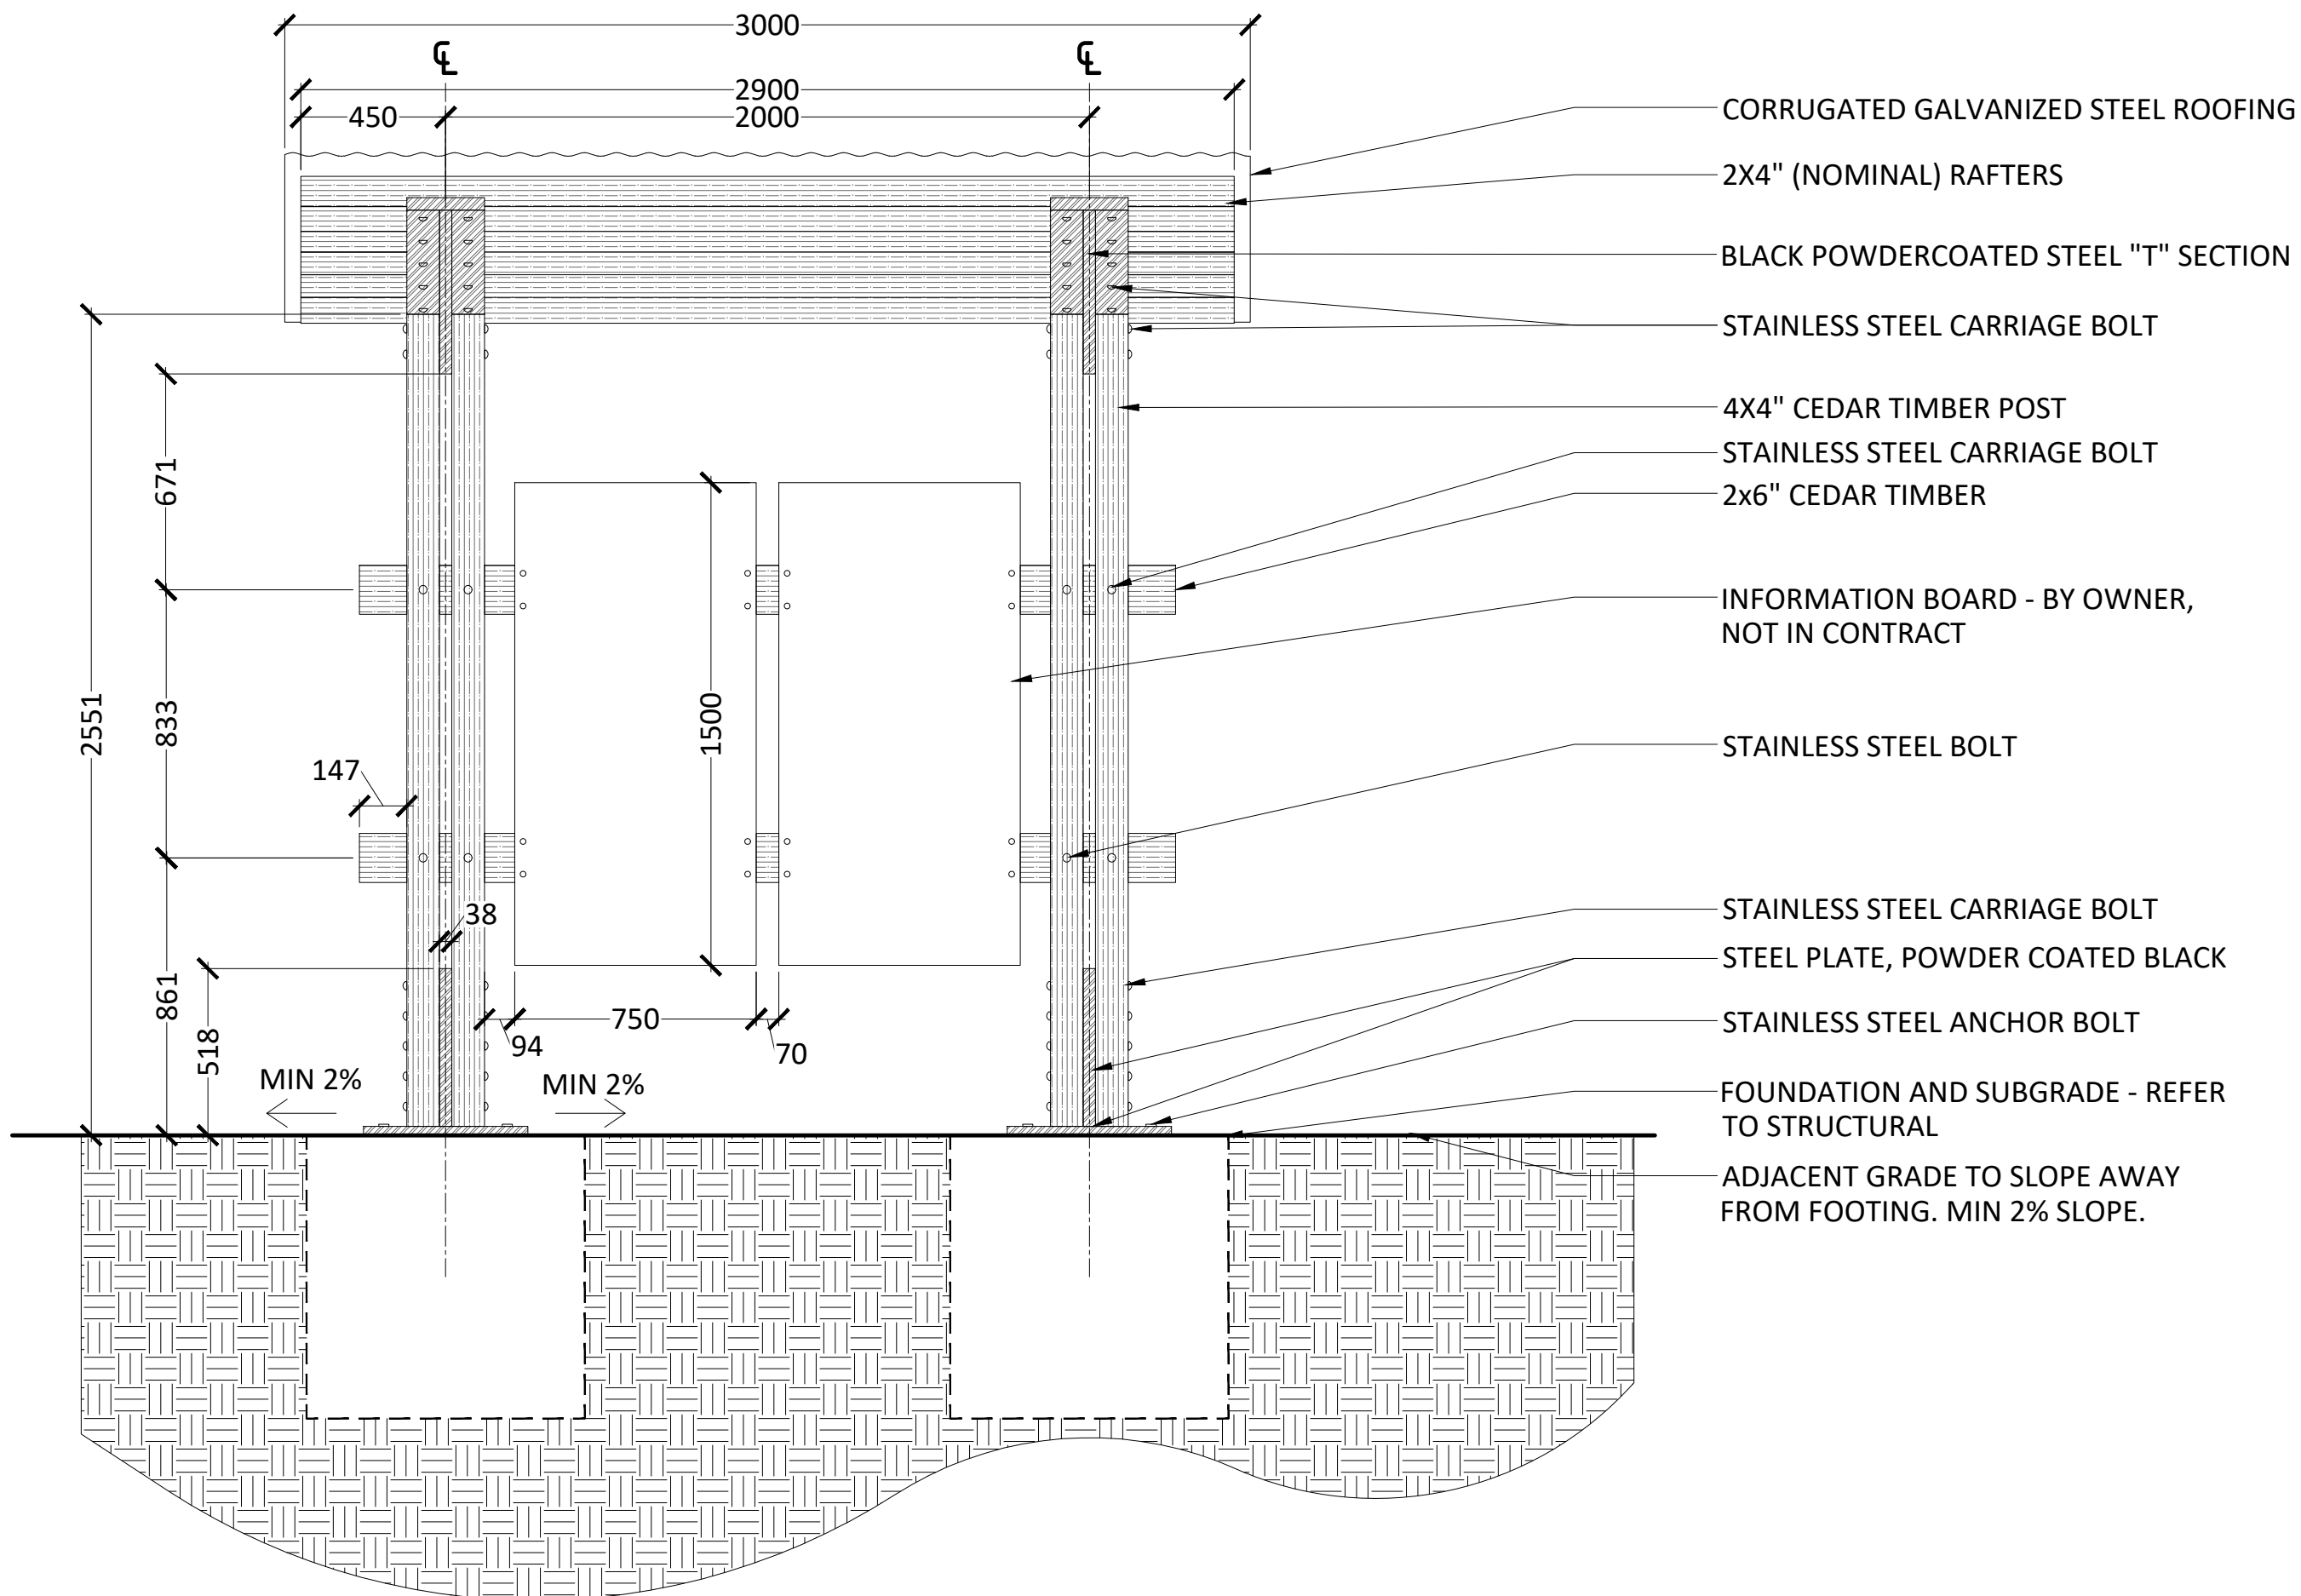 3000
℄
℄
2900
450
2000
CORRUGATED GALVANIZED STEEL ROOFING
2X4" (NOMINAL) RAFTERS
BLACK POWDERCOATED STEEL "T" SECTION
STAINLESS STEEL CARRIAGE BOLT
4X4" CEDAR TIMBER POST
STAINLESS STEEL CARRIAGE BOLT
2x6" CEDAR TIMBER
INFORMATION BOARD - BY OWNER,
NOT IN CONTRACT
STAINLESS STEEL BOLT
STAINLESS STEEL CARRIAGE BOLT
STEEL PLATE, POWDER COATED BLACK
STAINLESS STEEL ANCHOR BOLT
FOUNDATION AND SUBGRADE - REFER
TO STRUCTURAL
ADJACENT GRADE TO SLOPE AWAY
FROM FOOTING. MIN 2% SLOPE.
671
2551
833
1500
147
38
861
518
94
750
70
MIN 2%
MIN 2%